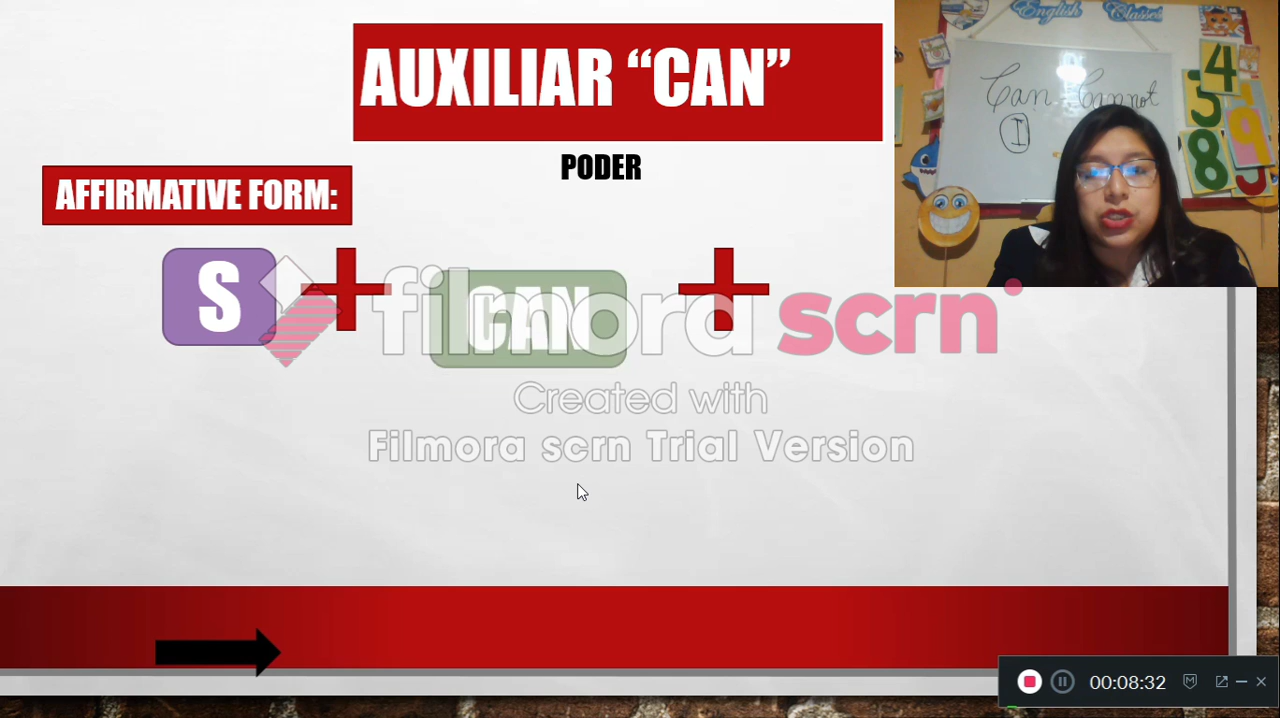 AUXILIAR “CAN”
PODER
AFFIRMATIVE FORM:
S + CAN +
filmora scrn
Created with
Filmora scrn Trial Version
English Classes
Can Cannot
I
4
3
9
8
00:08:32